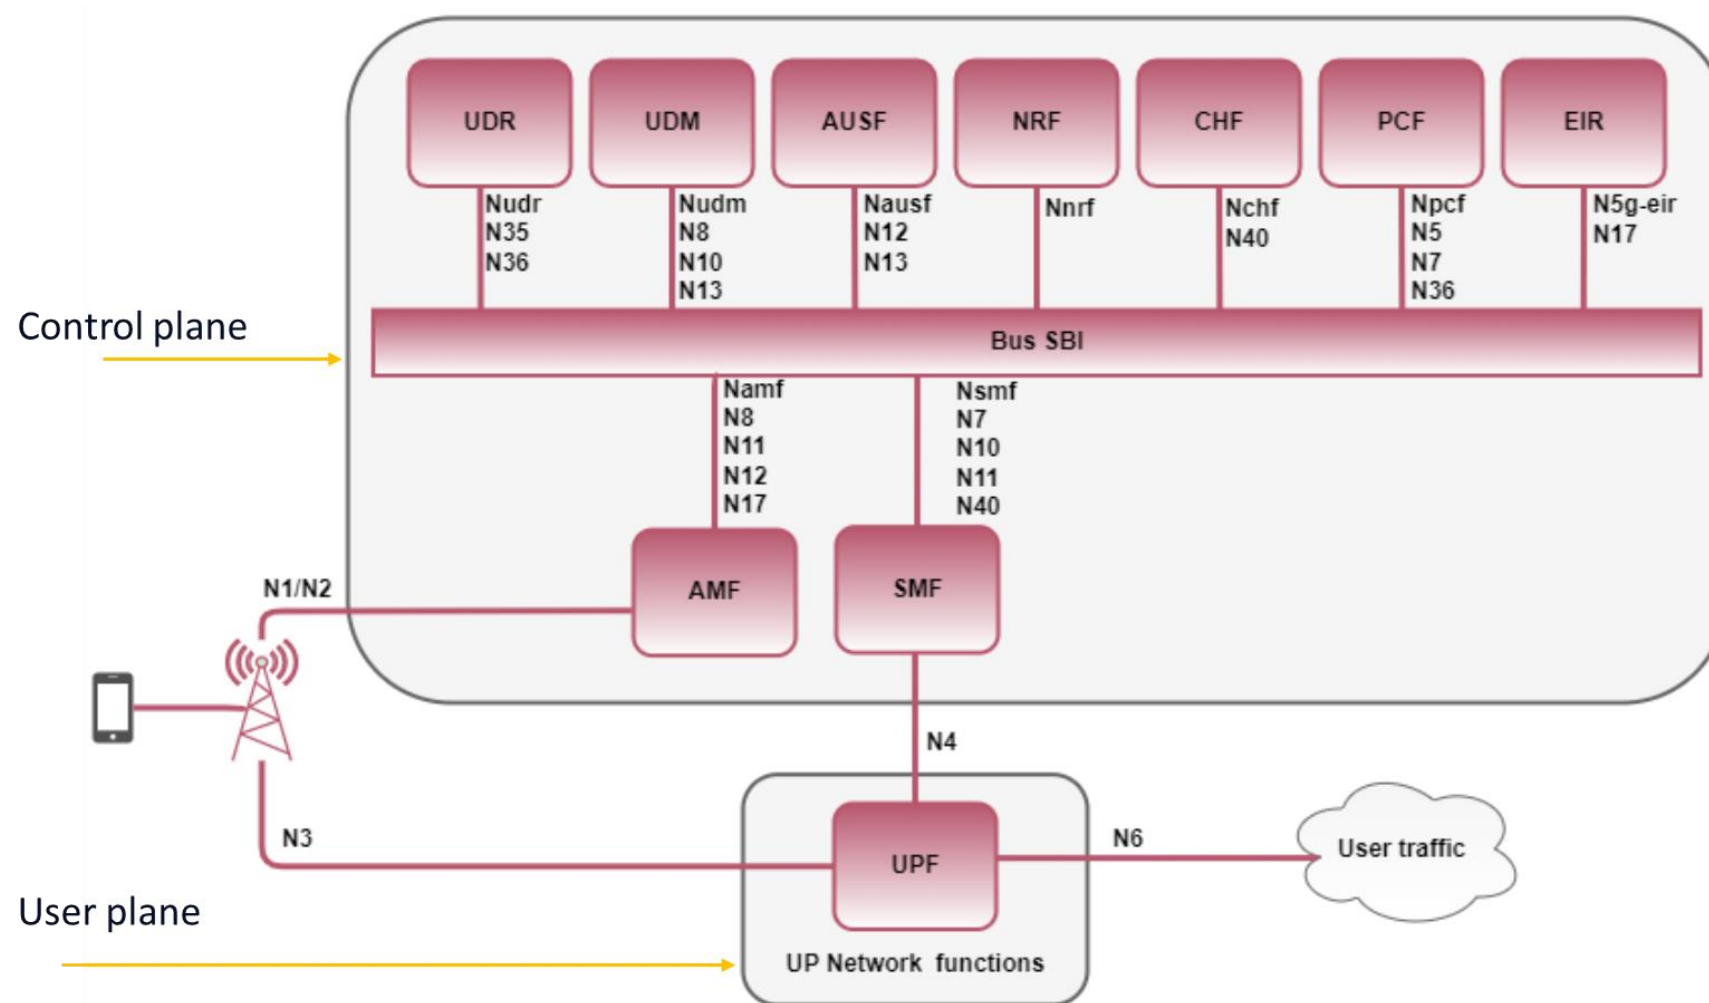 UDR
UDM
AUSF
NRF
CHF
PCF
EIR
Nudr
N35
N36
Nudm
N8
N10
N13
Nausf
N12
N13
Nnrf
Nchf
N40
Npcf
N5
N7
N36
N5g-eir
N17
Control plane
Bus SBI
Namf
N8
N11
N12
N17
Nsmf
N7
N10
N11
N40
N1/N2
AMF
SMF
N4
N3
UPF
N6
User traffic
User plane
UP Network functions